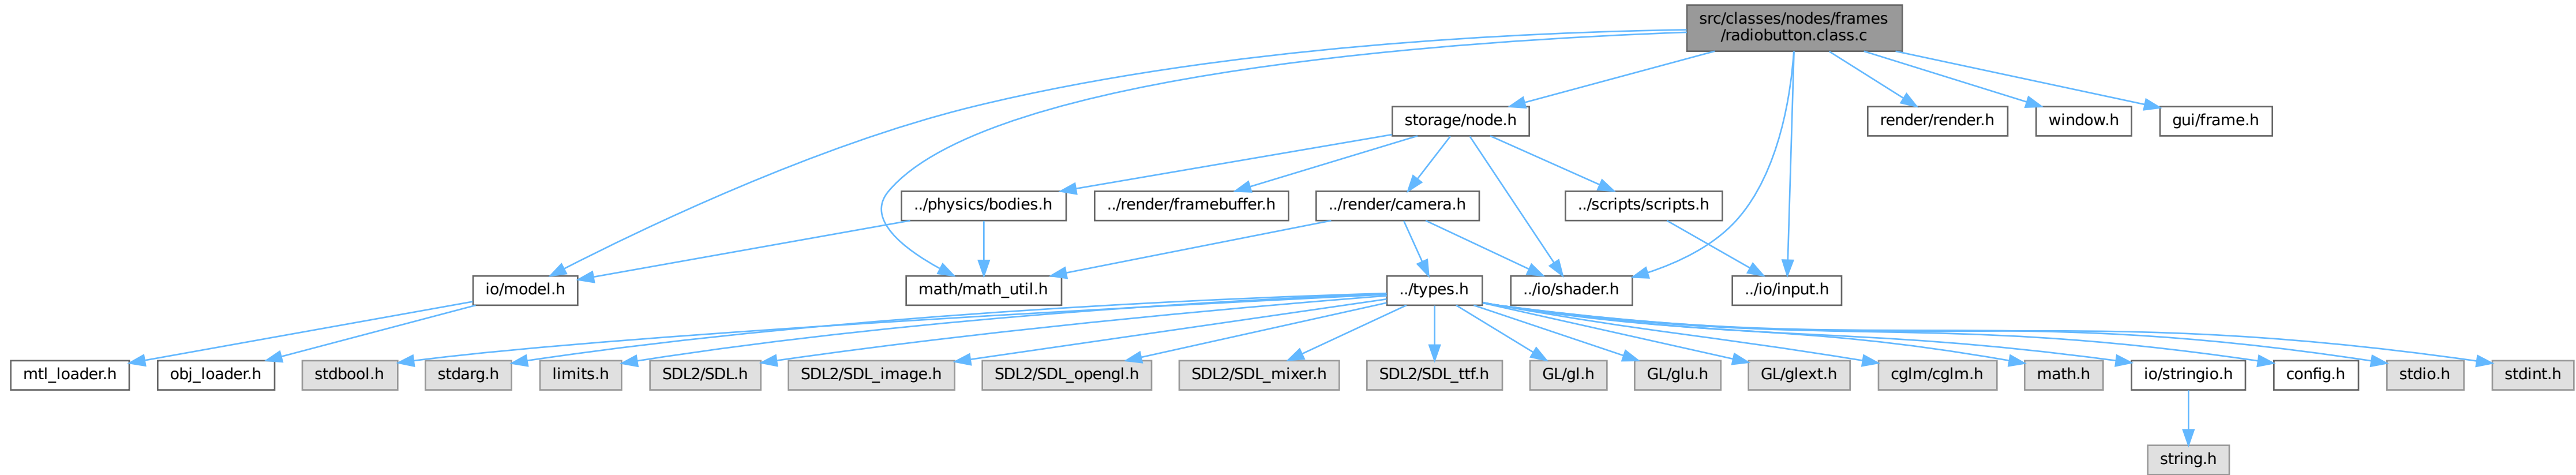 src/classes/nodes/frames
/radiobutton.class.c
storage/node.h
render/render.h
window.h
gui/frame.h
../physics/bodies.h
../render/framebuffer.h
../render/camera.h
../scripts/scripts.h
io/model.h
math/math_util.h
../types.h
../io/shader.h
../io/input.h
mtl_loader.h
obj_loader.h
stdbool.h
stdarg.h
limits.h
SDL2/SDL.h
SDL2/SDL_image.h
SDL2/SDL_opengl.h
SDL2/SDL_mixer.h
SDL2/SDL_ttf.h
GL/gl.h
GL/glu.h
GL/glext.h
cglm/cglm.h
math.h
io/stringio.h
config.h
stdio.h
stdint.h
string.h